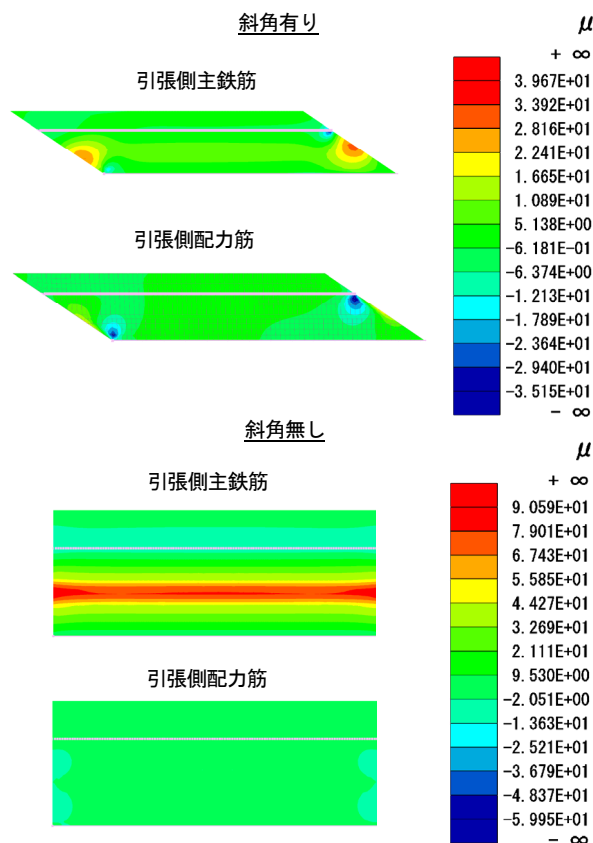 斜角有り
μ
+ ∞
引張側主鉄筋
3.967E+01
3.392E+01
2.816E+01
2.241E+01
1.665E+01
1.089E+01
5.138E+00
-6.181E-01
-6.374E+00
-1.213E+01
-1.789E+01
-2.364E+01
-2.940E+01
-3.515E+01
- ∞
引張側配力筋
斜角無し
μ
+ ∞
引張側主鉄筋
9.059E+01
7.901E+01
6.743E+01
5.585E+01
4.427E+01
3.269E+01
2.111E+01
9.530E+00
-2.051E+00
-1.363E+01
-2.521E+01
-3.679E+01
-4.837E+01
-5.995E+01
- ∞
引張側配力筋